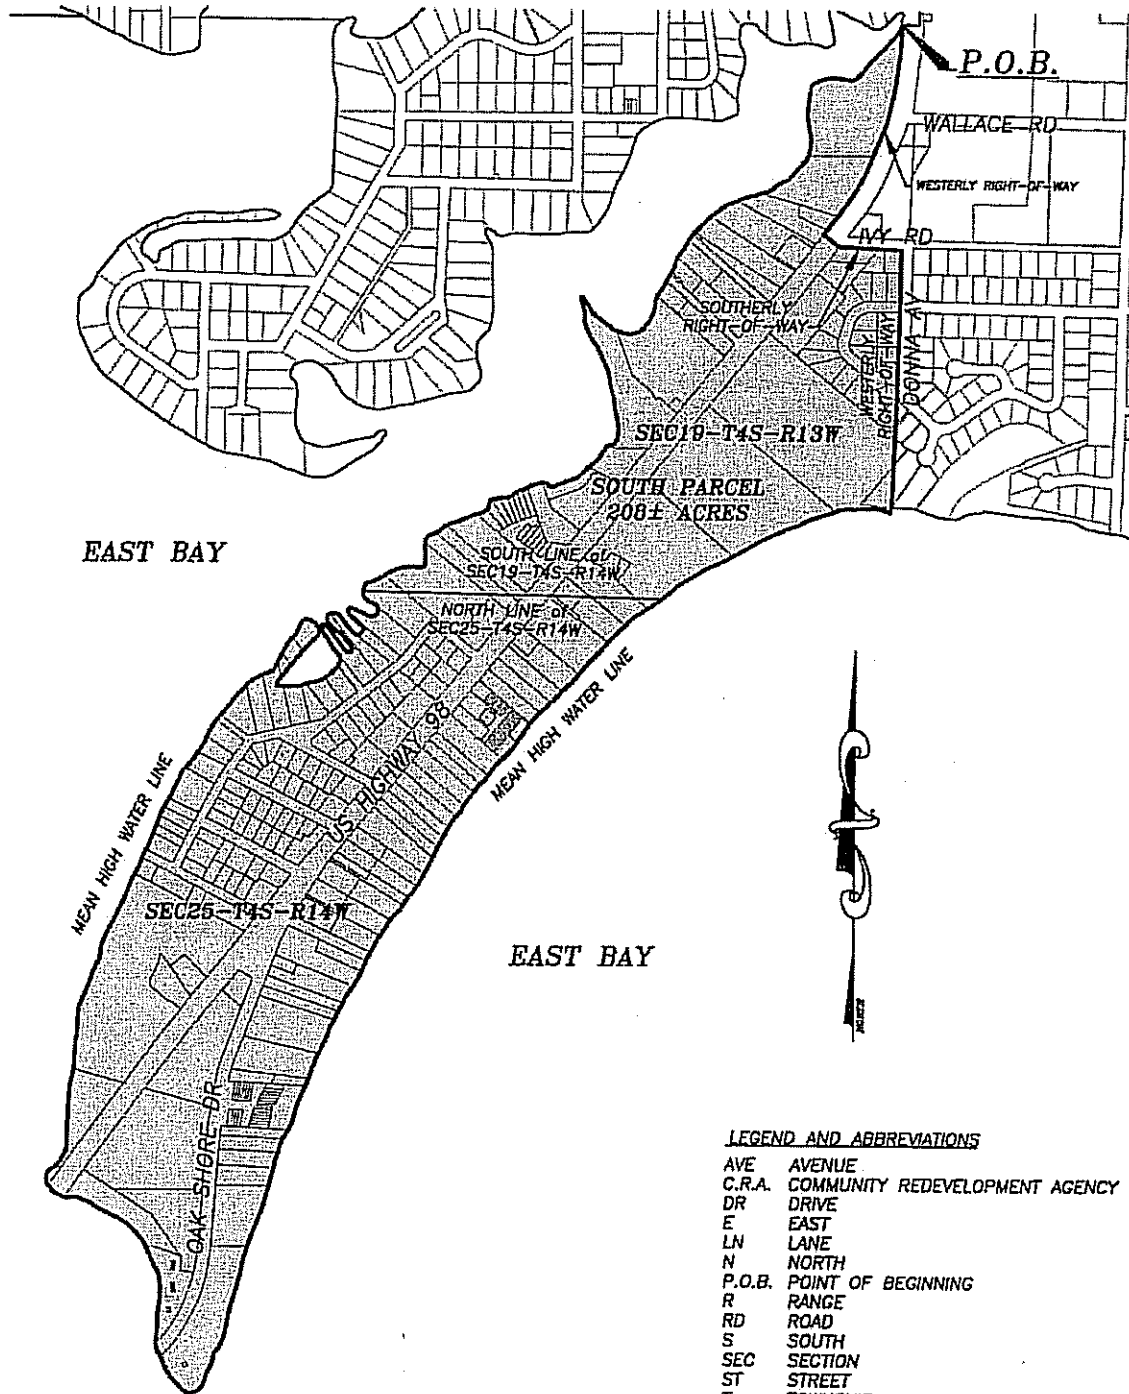 P.O.B.
WALLACE RD
WESTERLY RIGHT-OF-WAY
IVY RD
SOUTHERLY
RIGHT-OF-WAY
WESTERLY
RIGHT-OF-WAY
DONNA AV
SEC19-T4S-R13W
SOUTH PARCEL
208± ACRES
EAST BAY
SOUTH LINE of
SEC19-T4S-R14W
NORTH LINE of
SEC25-T4S-R14W
MEAN HIGH WATER LINE
US HIGHWAY 98
MEAN HIGH WATER LINE
SEC25-T4S-R14W
EAST BAY
OAK SHORE DR
LEGEND AND ABBREVIATIONS
AVE AVENUE
C.R.A. COMMUNITY REDEVELOPMENT AGENCY
DR DRIVE
E EAST
LN LANE
N NORTH
P.O.B. POINT OF BEGINNING
R RANGE
RD ROAD
S SOUTH
SEC SECTION
ST STREET